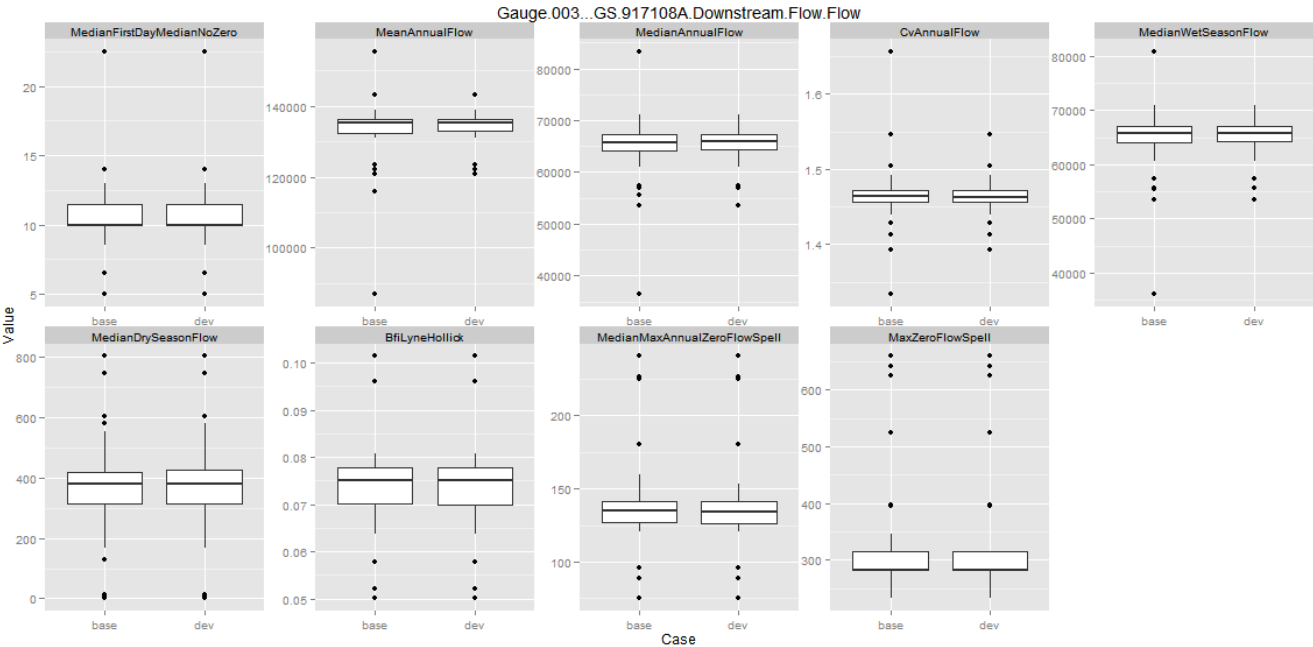 Gauge.003...GS.917108A.Downstream.Flow.Flow
MedianFirstDayMedianNoZero
MeanAnnualFlow
MedianAnnualFlow
CvAnnualFlow
MedianWetSeasonFlow
20
15
10
5
140000
120000
100000
80000
70000
60000
50000
40000
1.6
1.5
1.4
80000
70000
60000
50000
40000
base dev
base dev
base dev
base dev
base dev
Value
MedianDrySeasonFlow
BfiLyneHollick
MedianMaxAnnualZeroFlowSpell
MaxZeroFlowSpell
800
600
400
200
0
0.10
0.09
0.08
0.07
0.06
0.05
200
150
100
600
500
400
300
base dev
base dev
base dev
base dev
Case